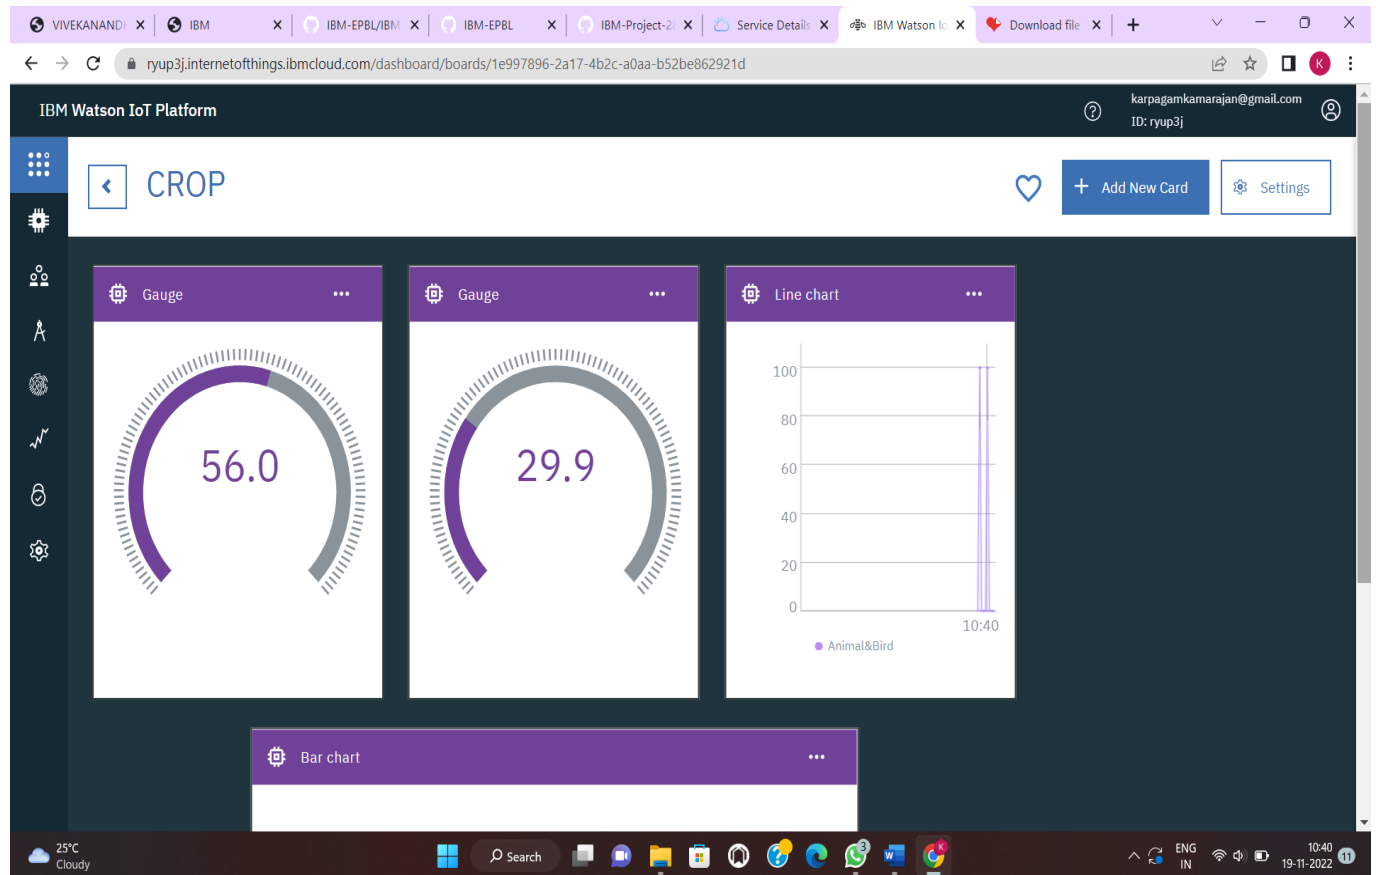 VIVEKANANDH
IBM
IBM-EPBL/IBM
IBM-EPBL
IBM-Project-2
Service Details
IBM Watson Io
Download file
ryup3j.internetofthings.ibmcloud.com/dashboard/boards/1e997896-2a17-4b2c-a0aa-b52be862921d
K
IBM Watson IoT Platform
karpagamkamarajan@gmail.com
ID: ryup3j
CROP
Add New Card
Settings
Gauge
Gauge
Line chart
56.0
29.9
100
80
60
40
20
0
10:40
Animal&Bird
Bar chart
25°C
Cloudy
Search
3
K
ENG
IN
10:40
19-11-2022
11